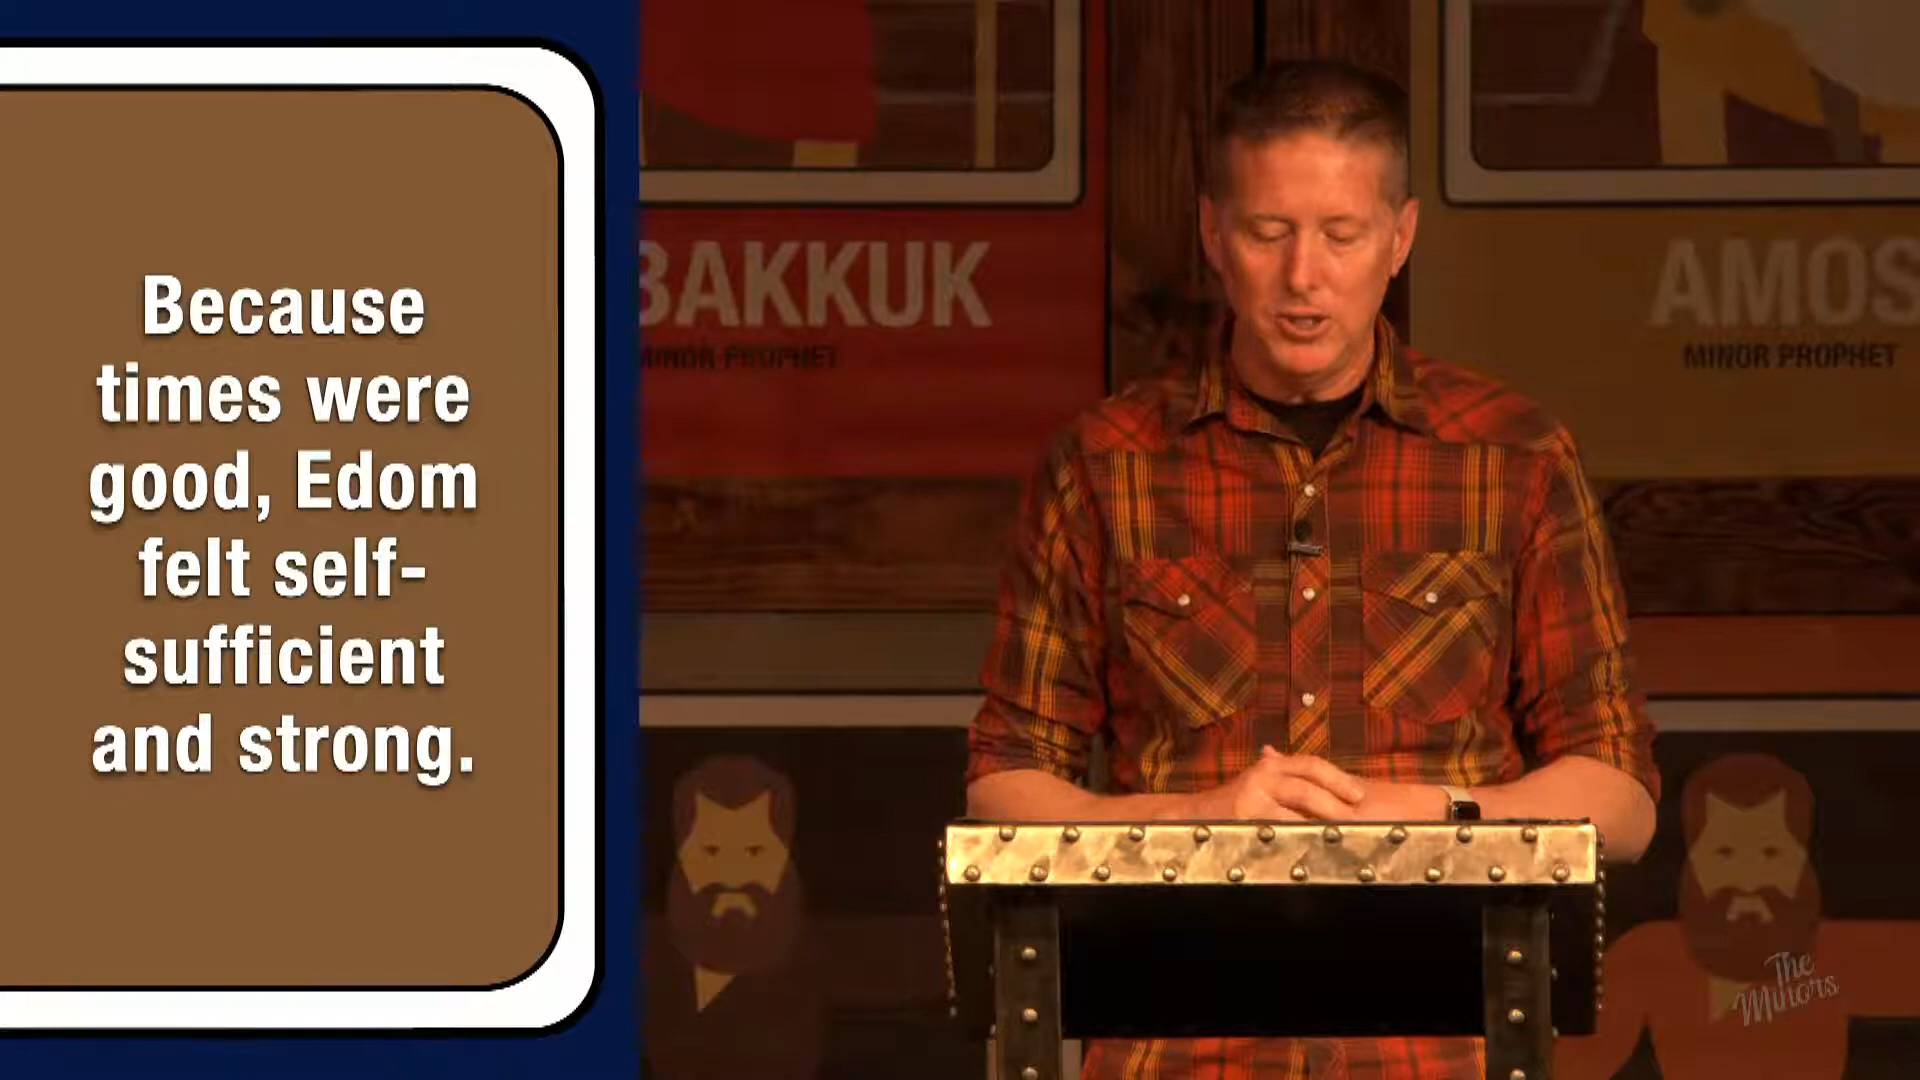 Because
times were
good, Edom
felt self-
sufficient
and strong.
BAKKUK
MINOR PROPHET
AMOS
MINOR PROPHET
The
Minors